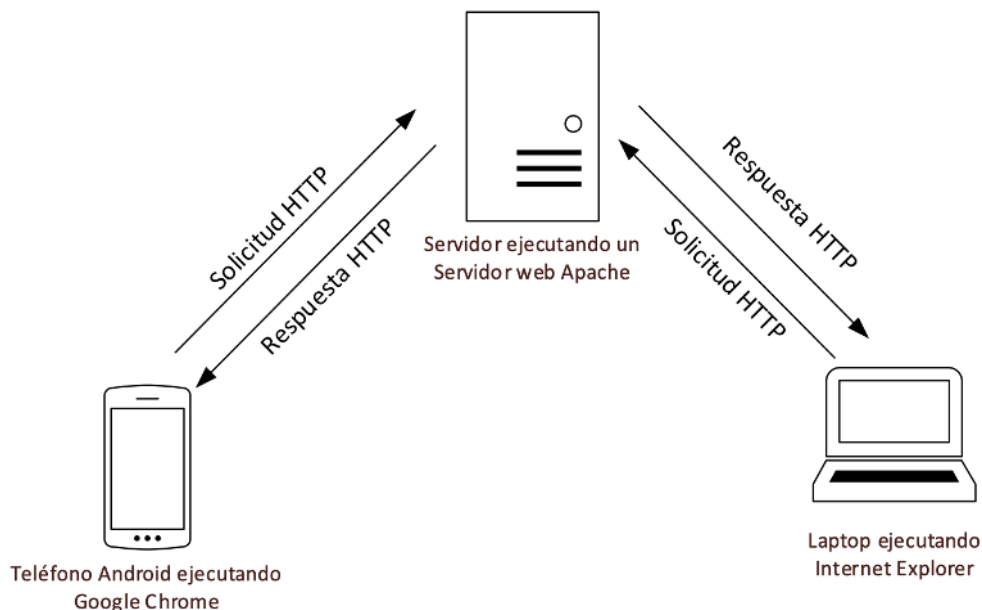 Solicitud HTTP
Respuesta HTTP
Respuesta HTTP
Solicitud HTTP
Servidor ejecutando un
Servidor web Apache
Teléfono Android ejecutando
Google Chrome
Laptop ejecutando
Internet Explorer